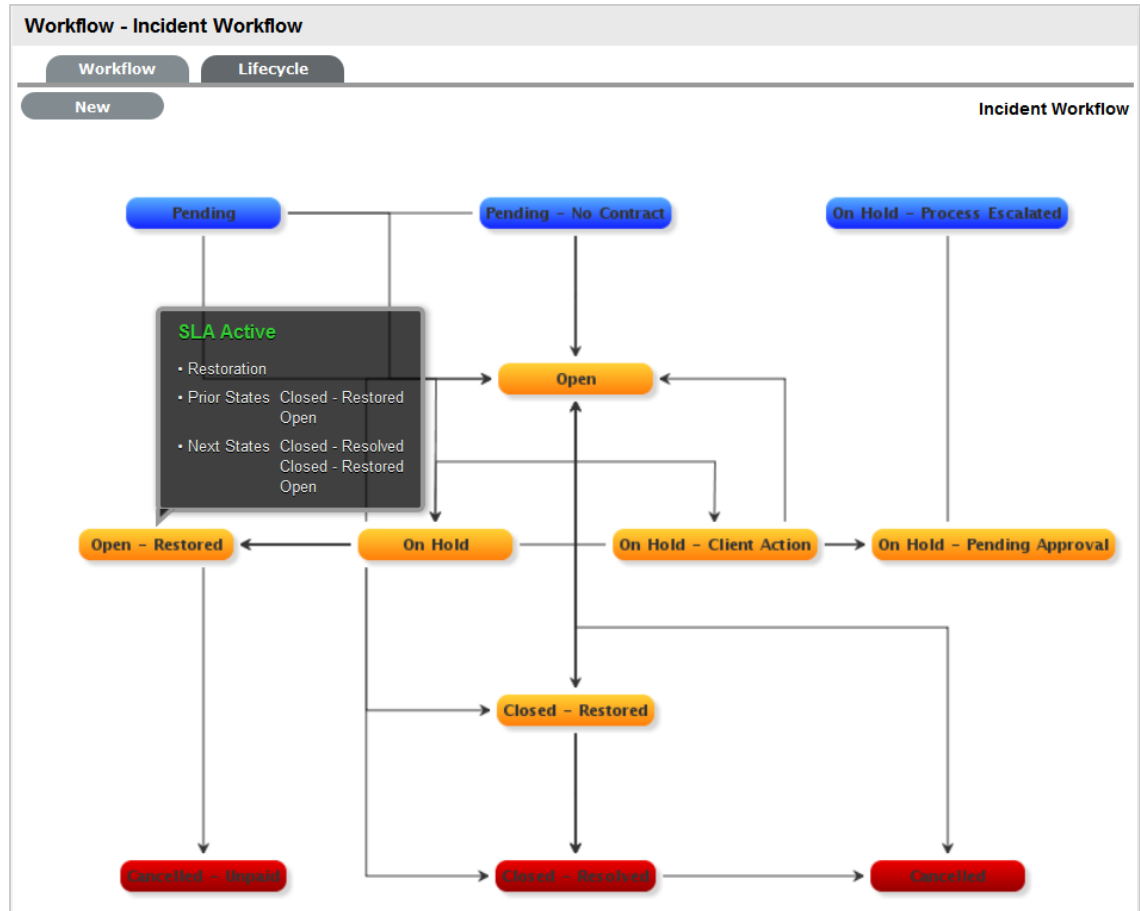 Workflow - Incident Workflow
Workflow
Lifecycle
New
Incident Workflow
Pending
Pending - No Contract
On Hold - Process Escalated
SLA Active
• Restoration
• Prior States Closed - Restored
Open
• Next States Closed - Resolved
Closed - Restored
Open
Open
Open - Restored
On Hold
On Hold - Client Action
On Hold - Pending Approval
Closed - Restored
Cancelled - Unpaid
Closed - Resolved
Cancelled